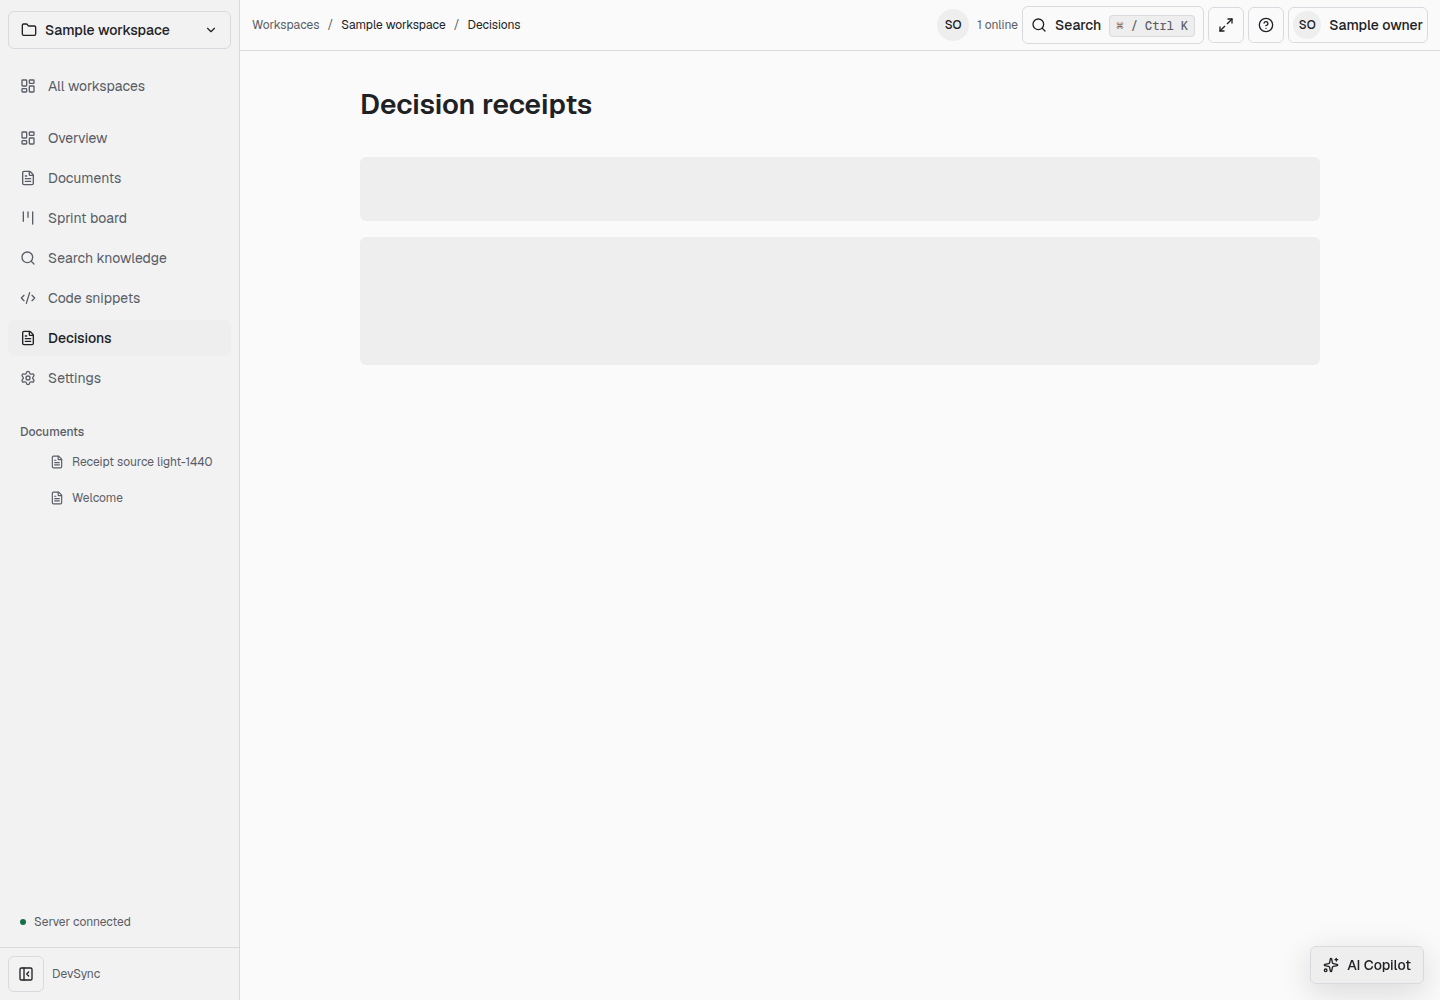 Sample workspace
All workspaces
Overview
Documents
Sprint board
Search knowledge
Code snippets
Decisions
Settings
Documents
Receipt source light-1440
Welcome
Server connected
DevSync
Workspaces / Sample workspace / Decisions
SO 1 online Search ⌘ / Ctrl K SO Sample owner
Decision receipts
AI Copilot